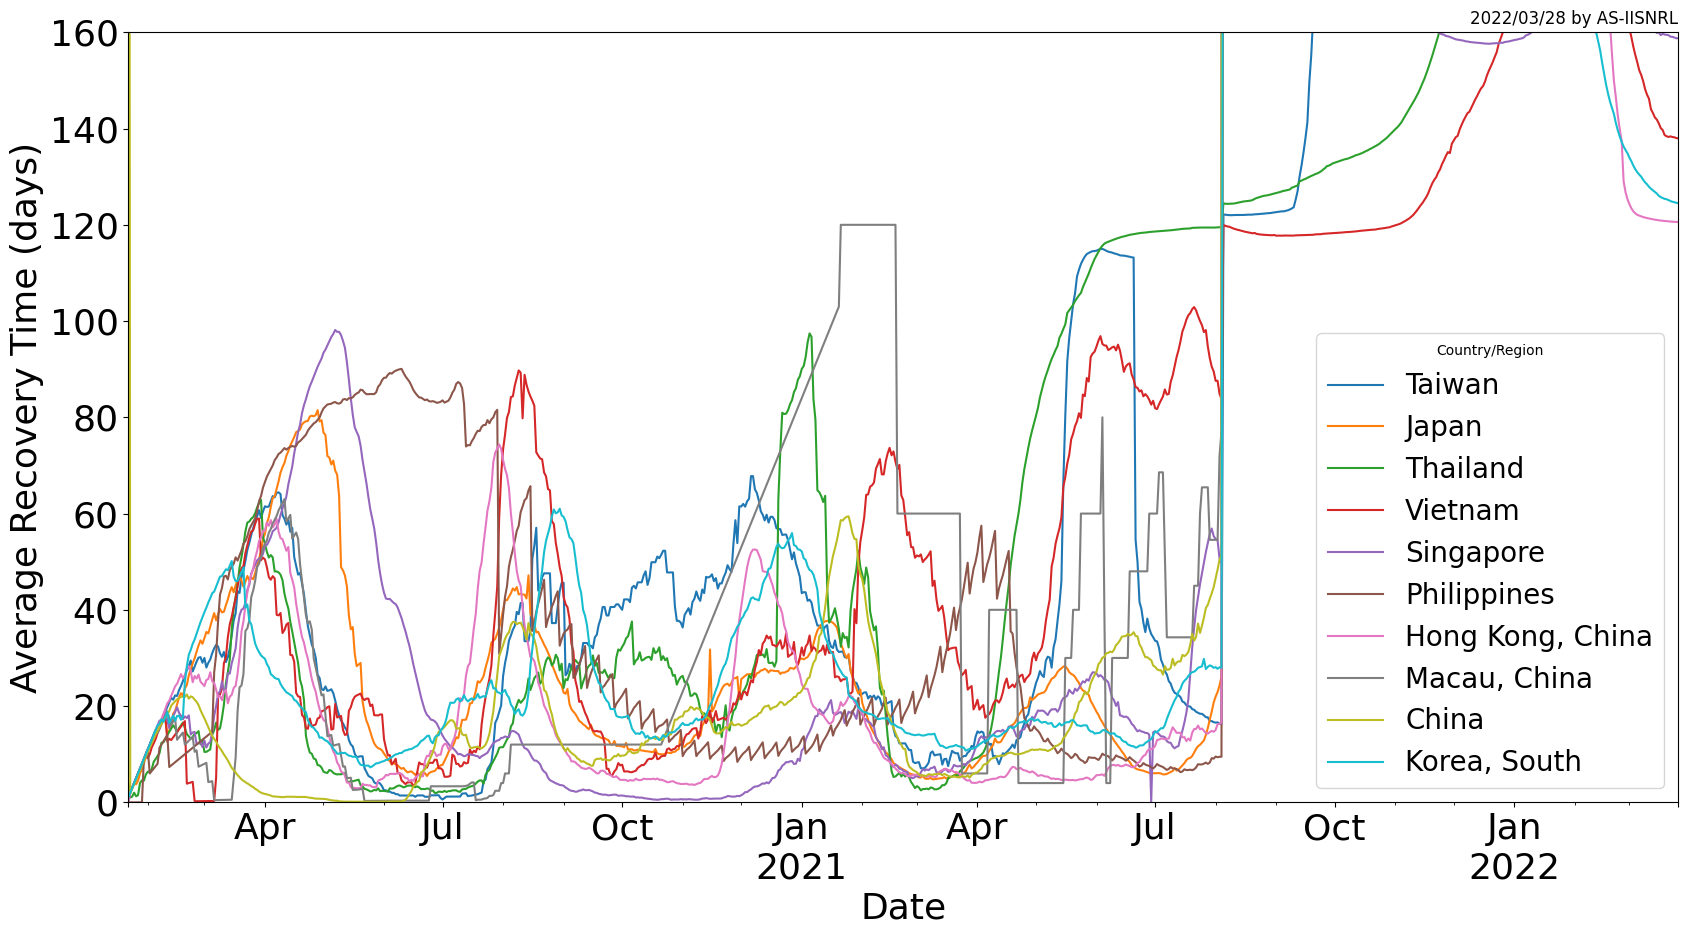 2022/03/28 by AS-IISNRL
160
140
120
100
80
60
40
20
0
Average Recovery Time (days)
Country/Region
Taiwan
Japan
Thailand
Vietnam
Singapore
Philippines
Hong Kong, China
Macau, China
China
Korea, South
Apr Jul Oct Jan Apr Jul Oct Jan
2021 2022
Date